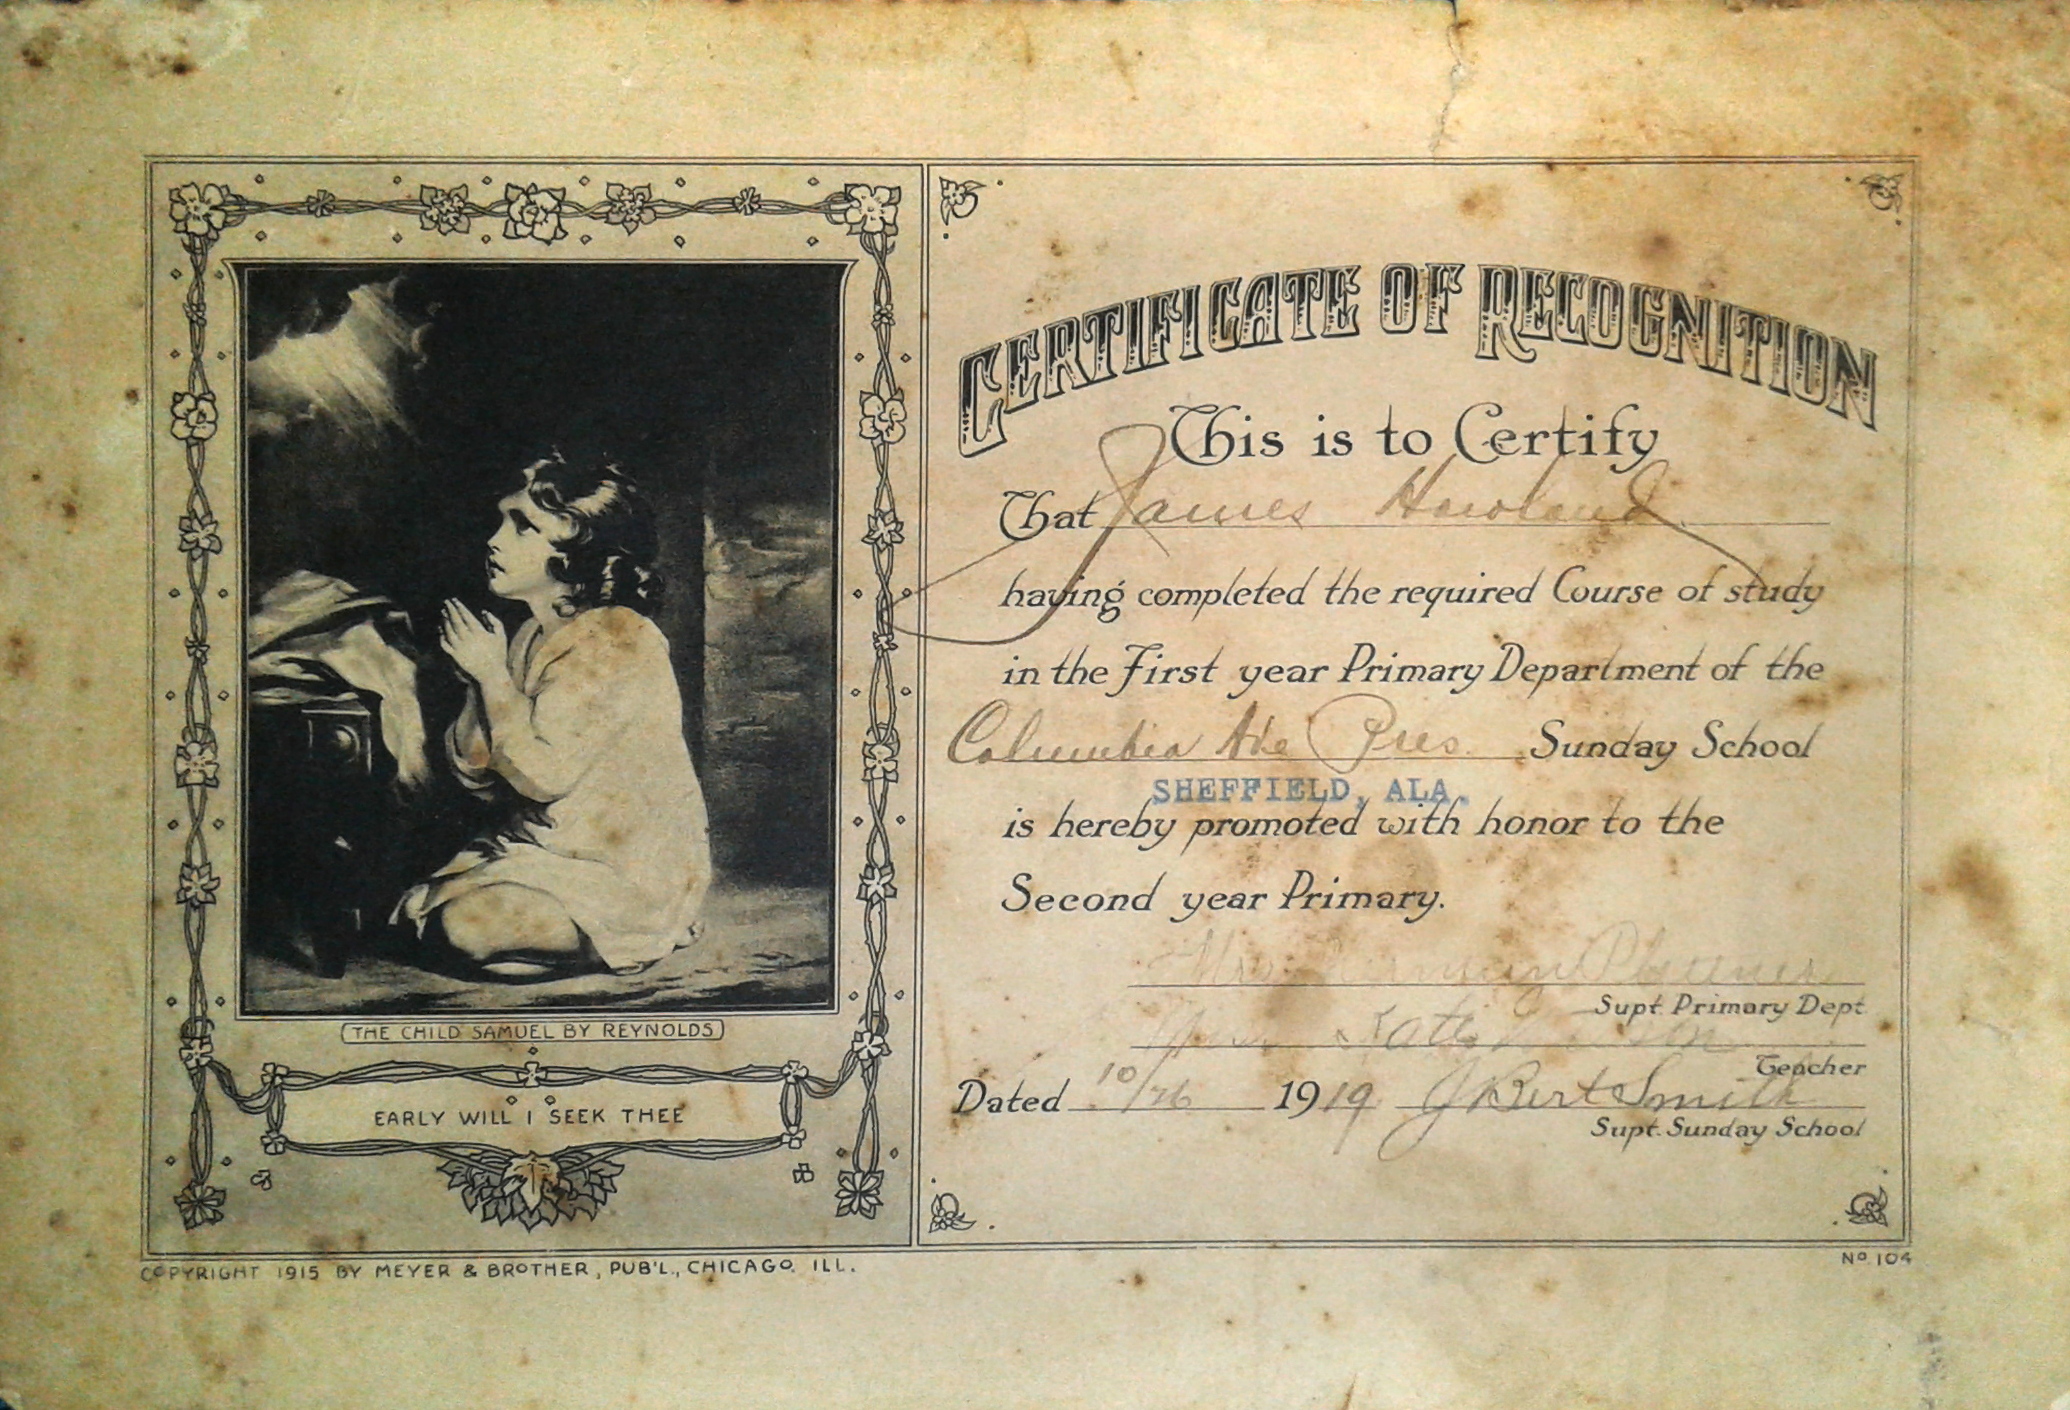 THE CHILD SAMUEL BY REYNOLDS
EARLY WILL I SEEK THEE
COPYRIGHT 1915 BY MEYER & BROTHER, PUB'L., CHICAGO. ILL.
CERTIFICATE OF RECOGNITION
This is to Certify
That James Howland
having completed the required Course of study
in the First year Primary Department of the
Columbia Ave Pres. Sunday School
SHEFFIELD, ALA.
is hereby promoted with honor to the
Second year Primary.
Mrs.
Supt. Primary Dept.
Kate
Teacher
Dated 10/26 1919 J Bert Smith
Supt. Sunday School
No. 104